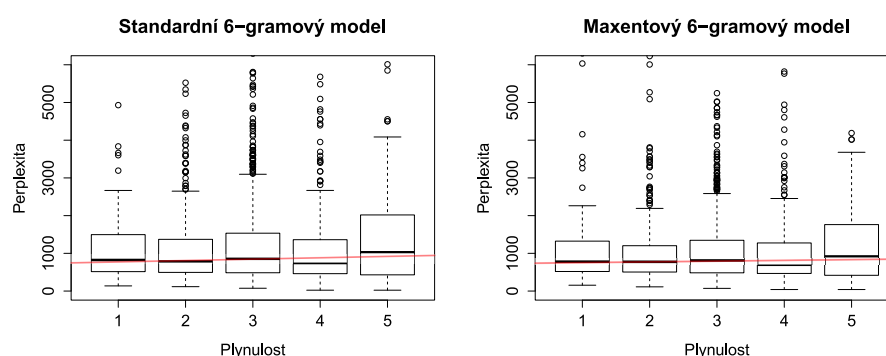 Standardní 6−gramový model
Perplexita
5000
3000
1000
0
1 2 3 4 5
Plynulost
Maxentový 6−gramový model
Perplexita
5000
3000
1000
0
1 2 3 4 5
Plynulost